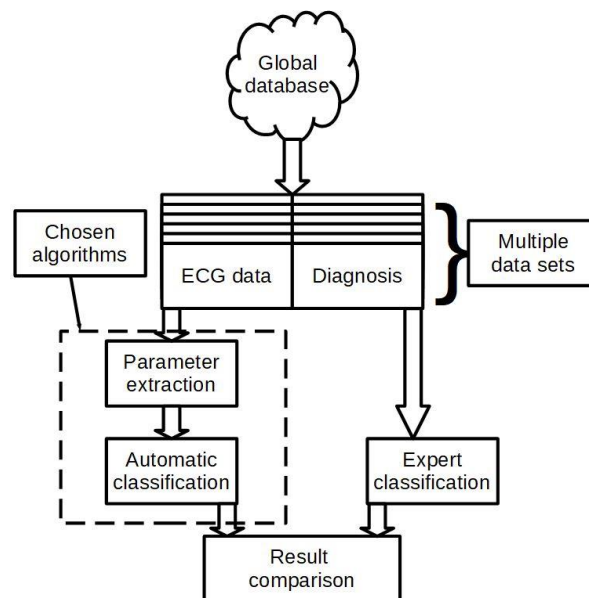 Global
database
Chosen
algorithms
ECG data
Diagnosis
Multiple
data sets
Parameter
extraction
Automatic
classification
Expert
classification
Result
comparison